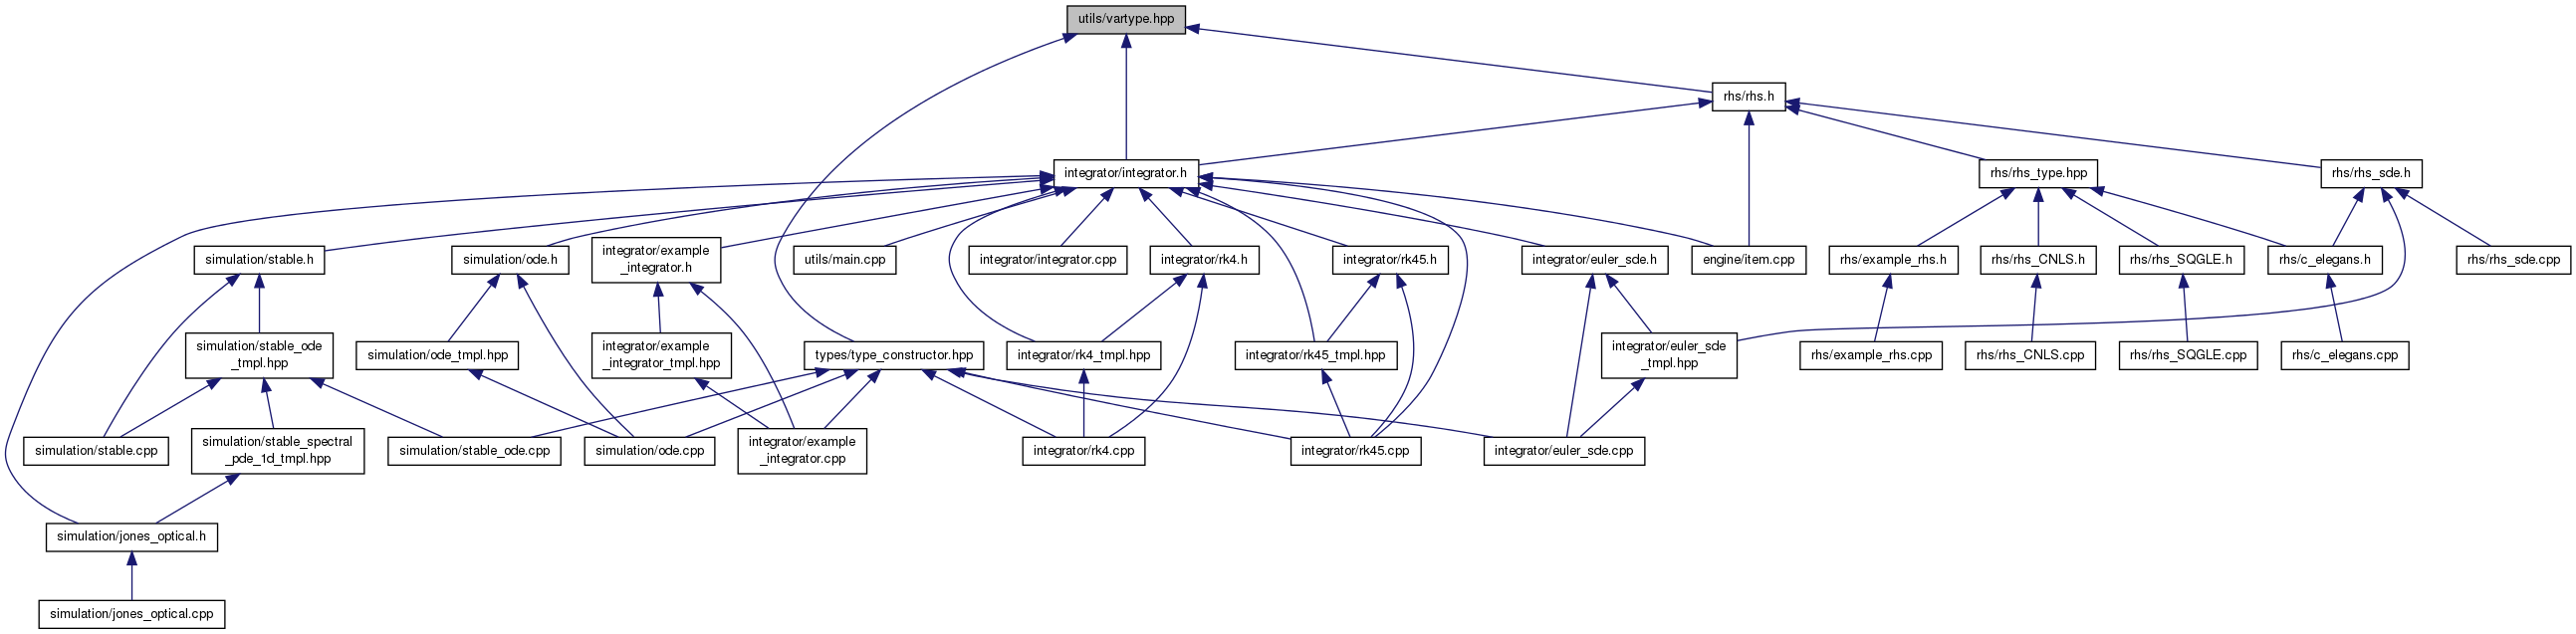 utils/vartype.hpp
rhs/rhs.h
integrator/integrator.h
rhs/rhs_type.hpp
rhs/rhs_sde.h
simulation/stable.h
simulation/ode.h
integrator/example
_integrator.h
utils/main.cpp
integrator/integrator.cpp
integrator/rk4.h
integrator/rk45.h
integrator/euler_sde.h
engine/item.cpp
rhs/example_rhs.h
rhs/rhs_CNLS.h
rhs/rhs_SQGLE.h
rhs/c_elegans.h
rhs/rhs_sde.cpp
simulation/stable_ode
_tmpl.hpp
simulation/ode_tmpl.hpp
integrator/example
_integrator_tmpl.hpp
types/type_constructor.hpp
integrator/rk4_tmpl.hpp
integrator/rk45_tmpl.hpp
integrator/euler_sde
_tmpl.hpp
rhs/example_rhs.cpp
rhs/rhs_CNLS.cpp
rhs/rhs_SQGLE.cpp
rhs/c_elegans.cpp
simulation/stable.cpp
simulation/stable_spectral
_pde_1d_tmpl.hpp
simulation/stable_ode.cpp
simulation/ode.cpp
integrator/example
_integrator.cpp
integrator/rk4.cpp
integrator/rk45.cpp
integrator/euler_sde.cpp
simulation/jones_optical.h
simulation/jones_optical.cpp